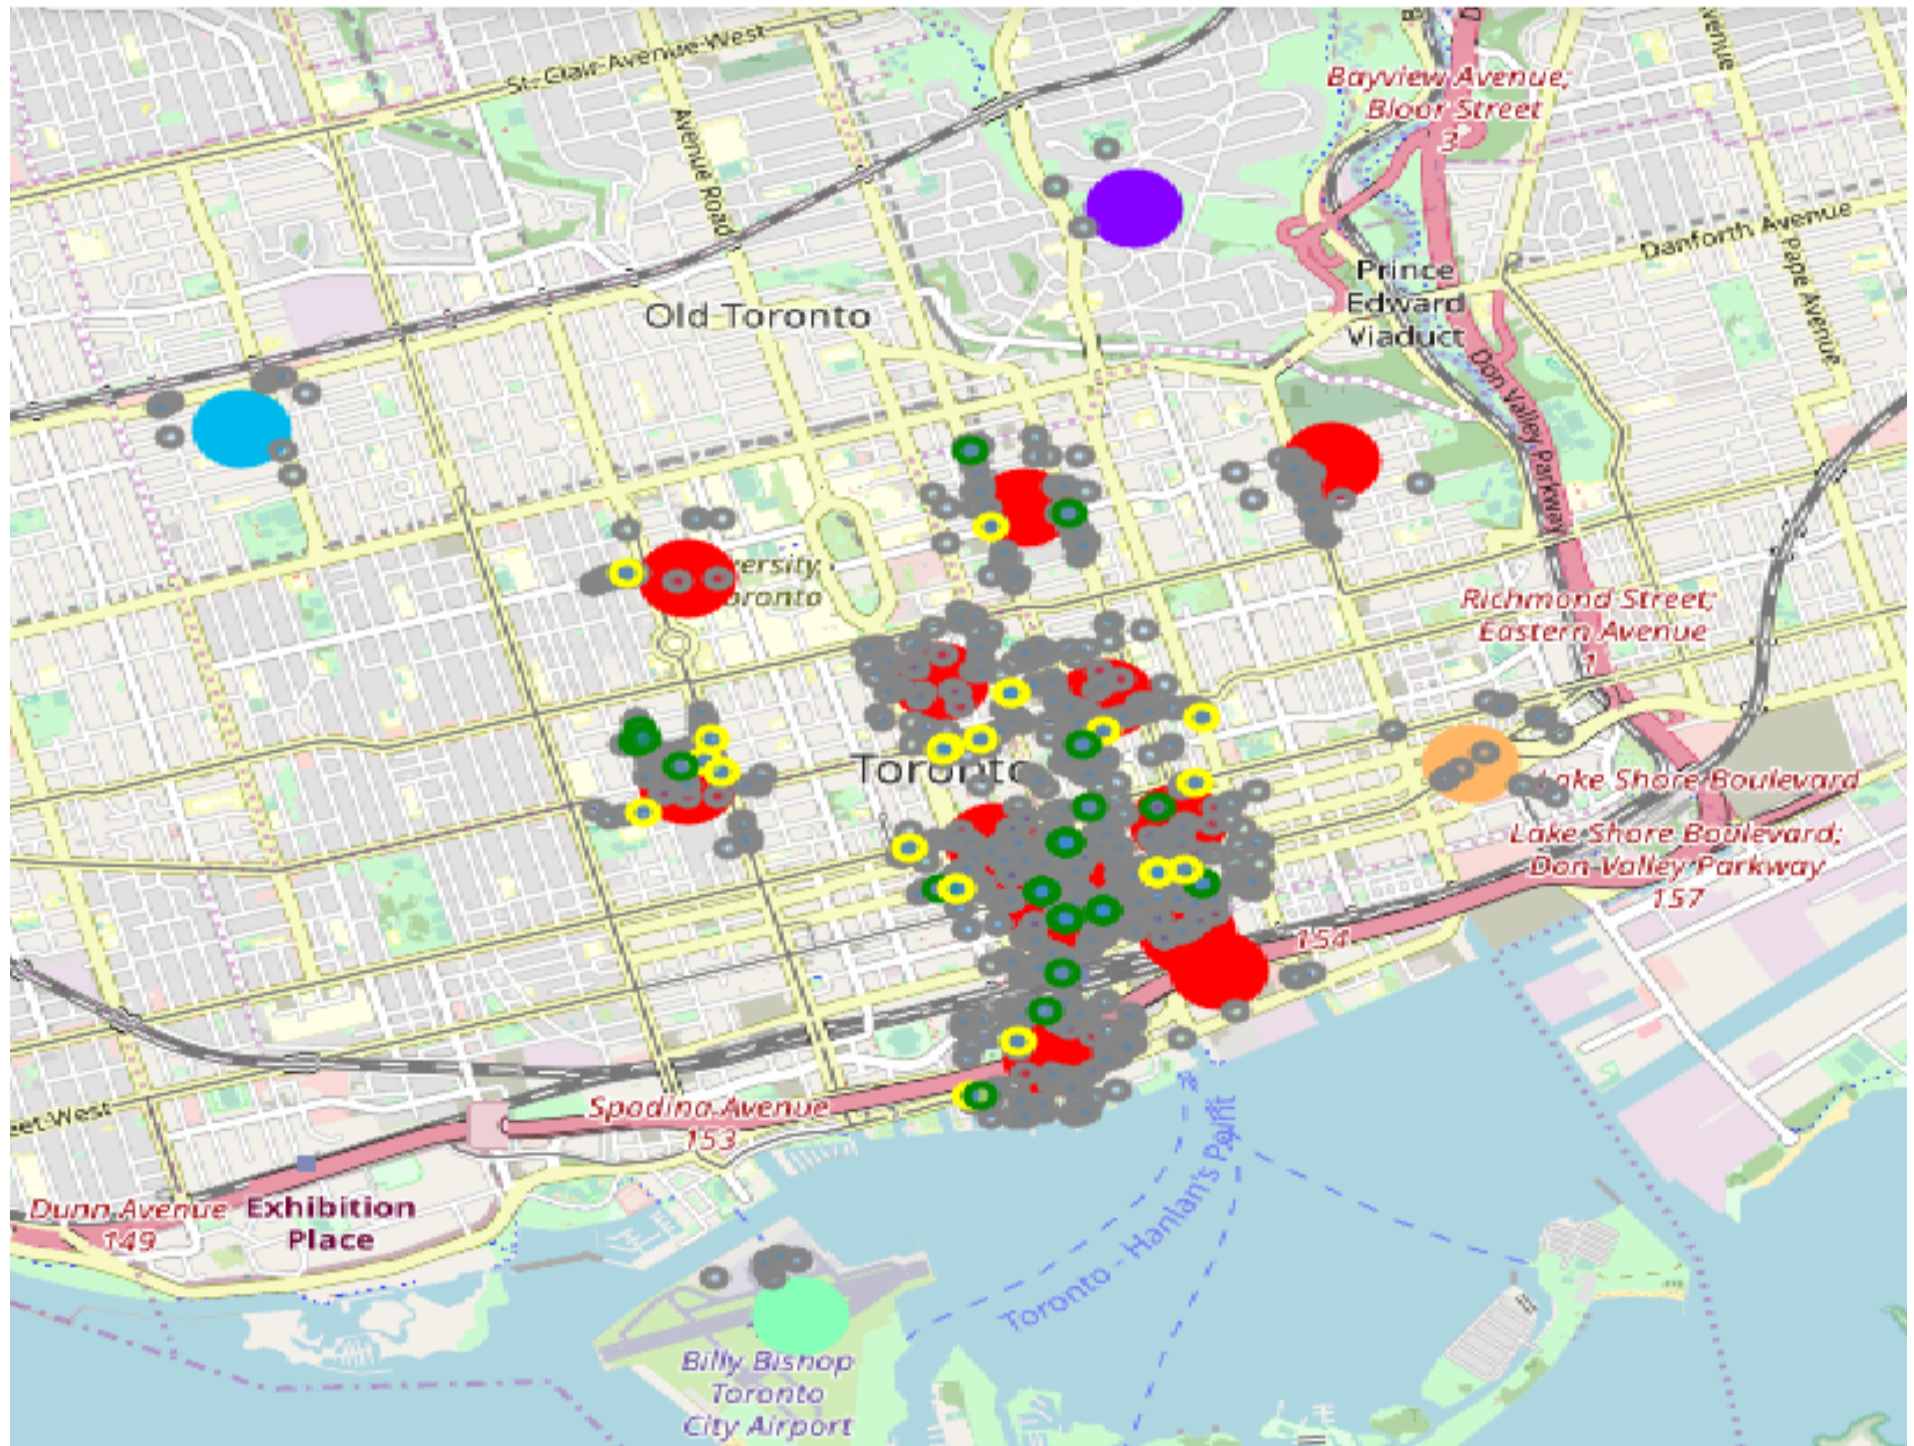 St. Clair Avenue West
Avenue Road
Bayview Avenue;
Bloor Street
3
Danforth Avenue
Pape Avenue
Prince
Edward
Viaduct
Old Toronto
Don Valley Parkway
Richmond Street;
Eastern Avenue
1
Toronto
Lake Shore Boulevard
Lake Shore Boulevard;
Don Valley Parkway
157
154
Spadina Avenue
153
Dunn Avenue
149
Exhibition
Place
Toronto - Hanlan's Point
Billy Bishop
Toronto
City Airport